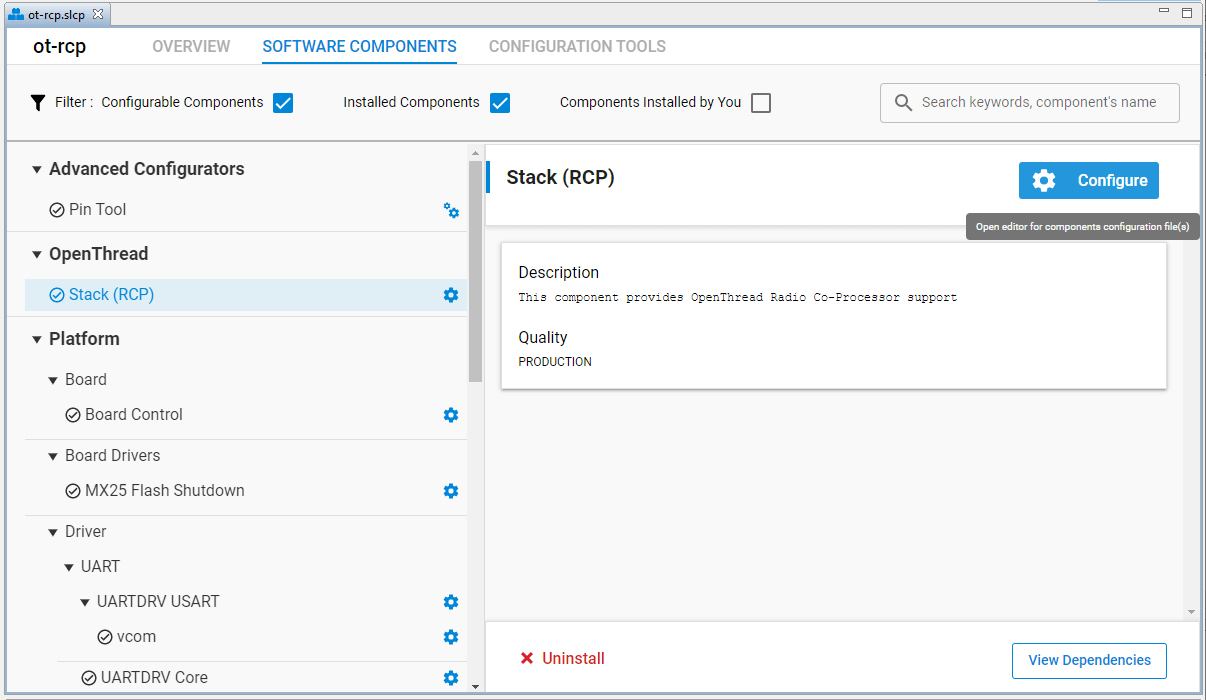 ot-rcp.slcp
ot-rcp OVERVIEW SOFTWARE COMPONENTS CONFIGURATION TOOLS
Filter : Configurable Components Installed Components Components Installed by You Search keywords, component's name
Advanced Configurators
Pin Tool
OpenThread
Stack (RCP)
Platform
Board
Board Control
Board Drivers
MX25 Flash Shutdown
Driver
UART
UARTDRV USART
vcom
UARTDRV Core
Stack (RCP)
Configure
Open editor for components configuration file(s)
Description
This component provides OpenThread Radio Co-Processor support
Quality
PRODUCTION
Uninstall
View Dependencies